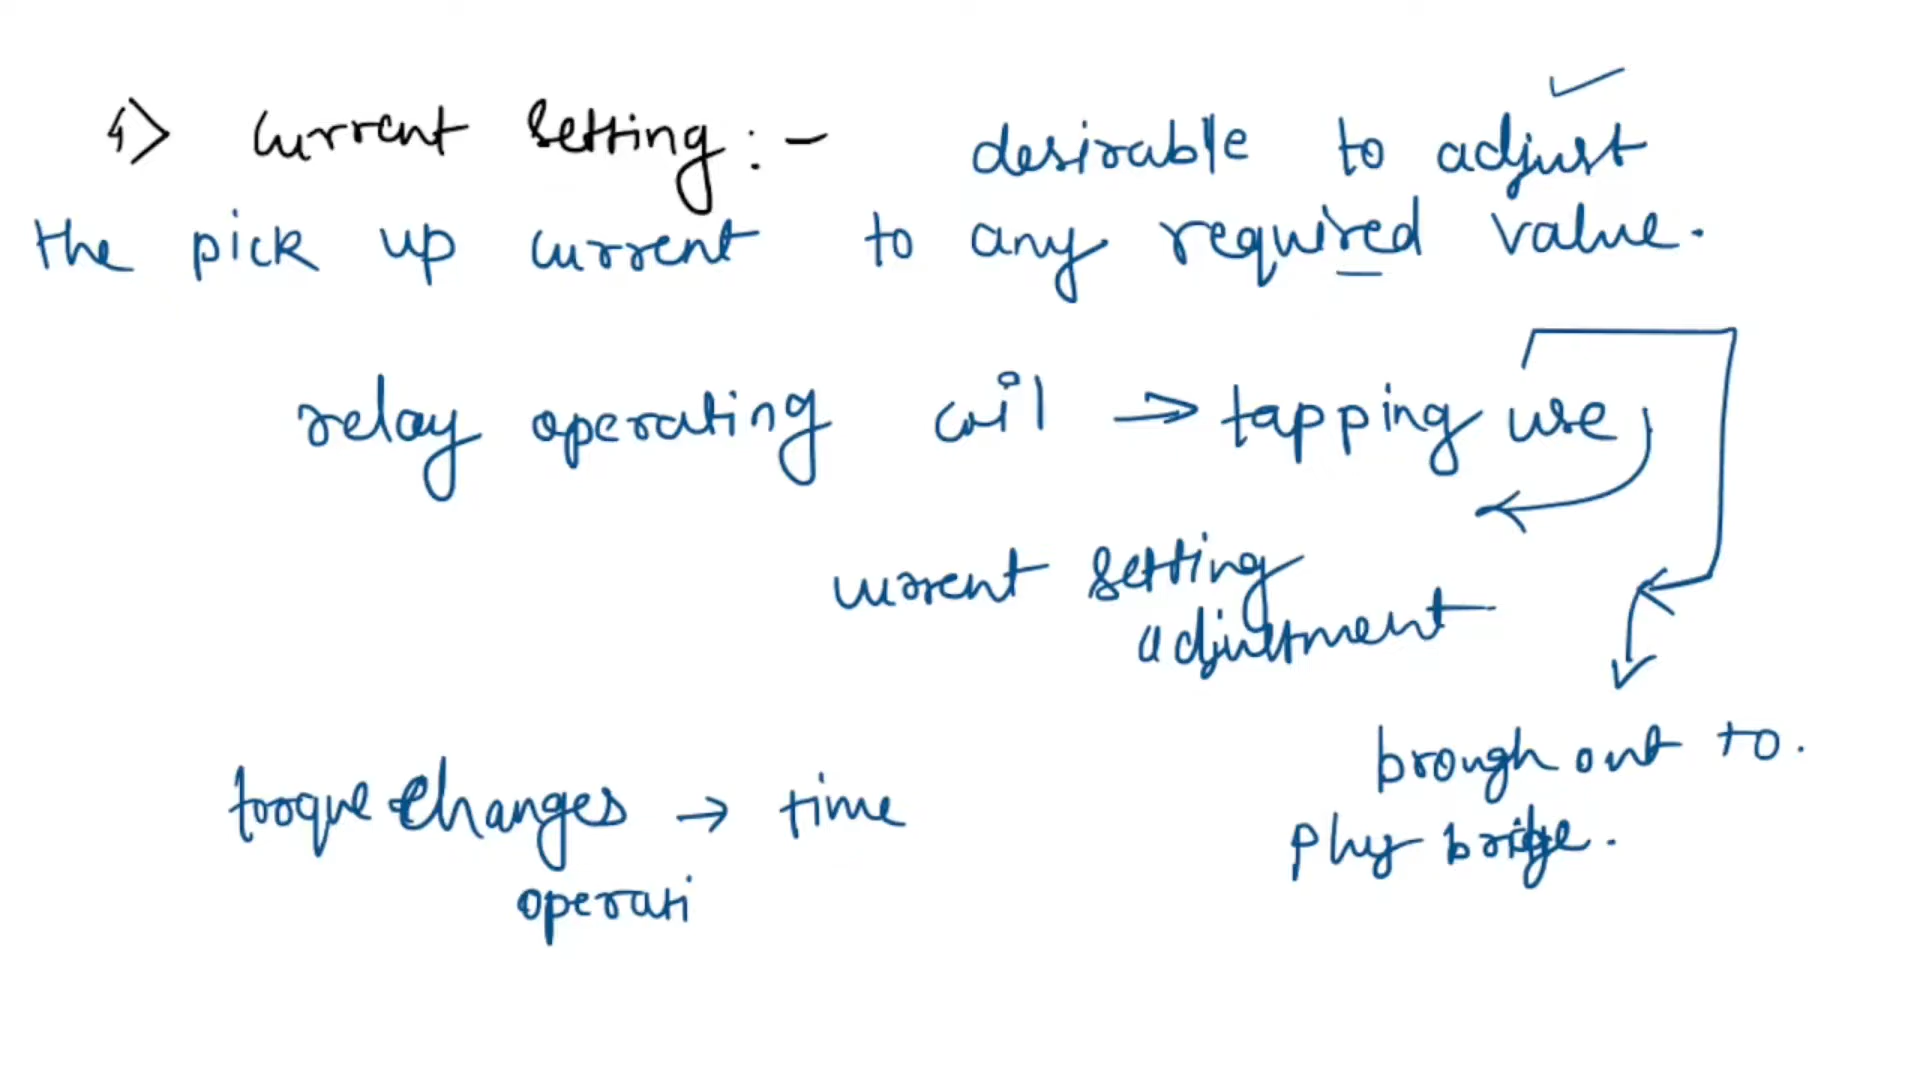 4> Current Setting :- desirable to adjust
the pick up current to any required value.
relay operating coil → tapping use
current setting
adjustment
brough out to.
torque changes → time
plug bridge.
operati